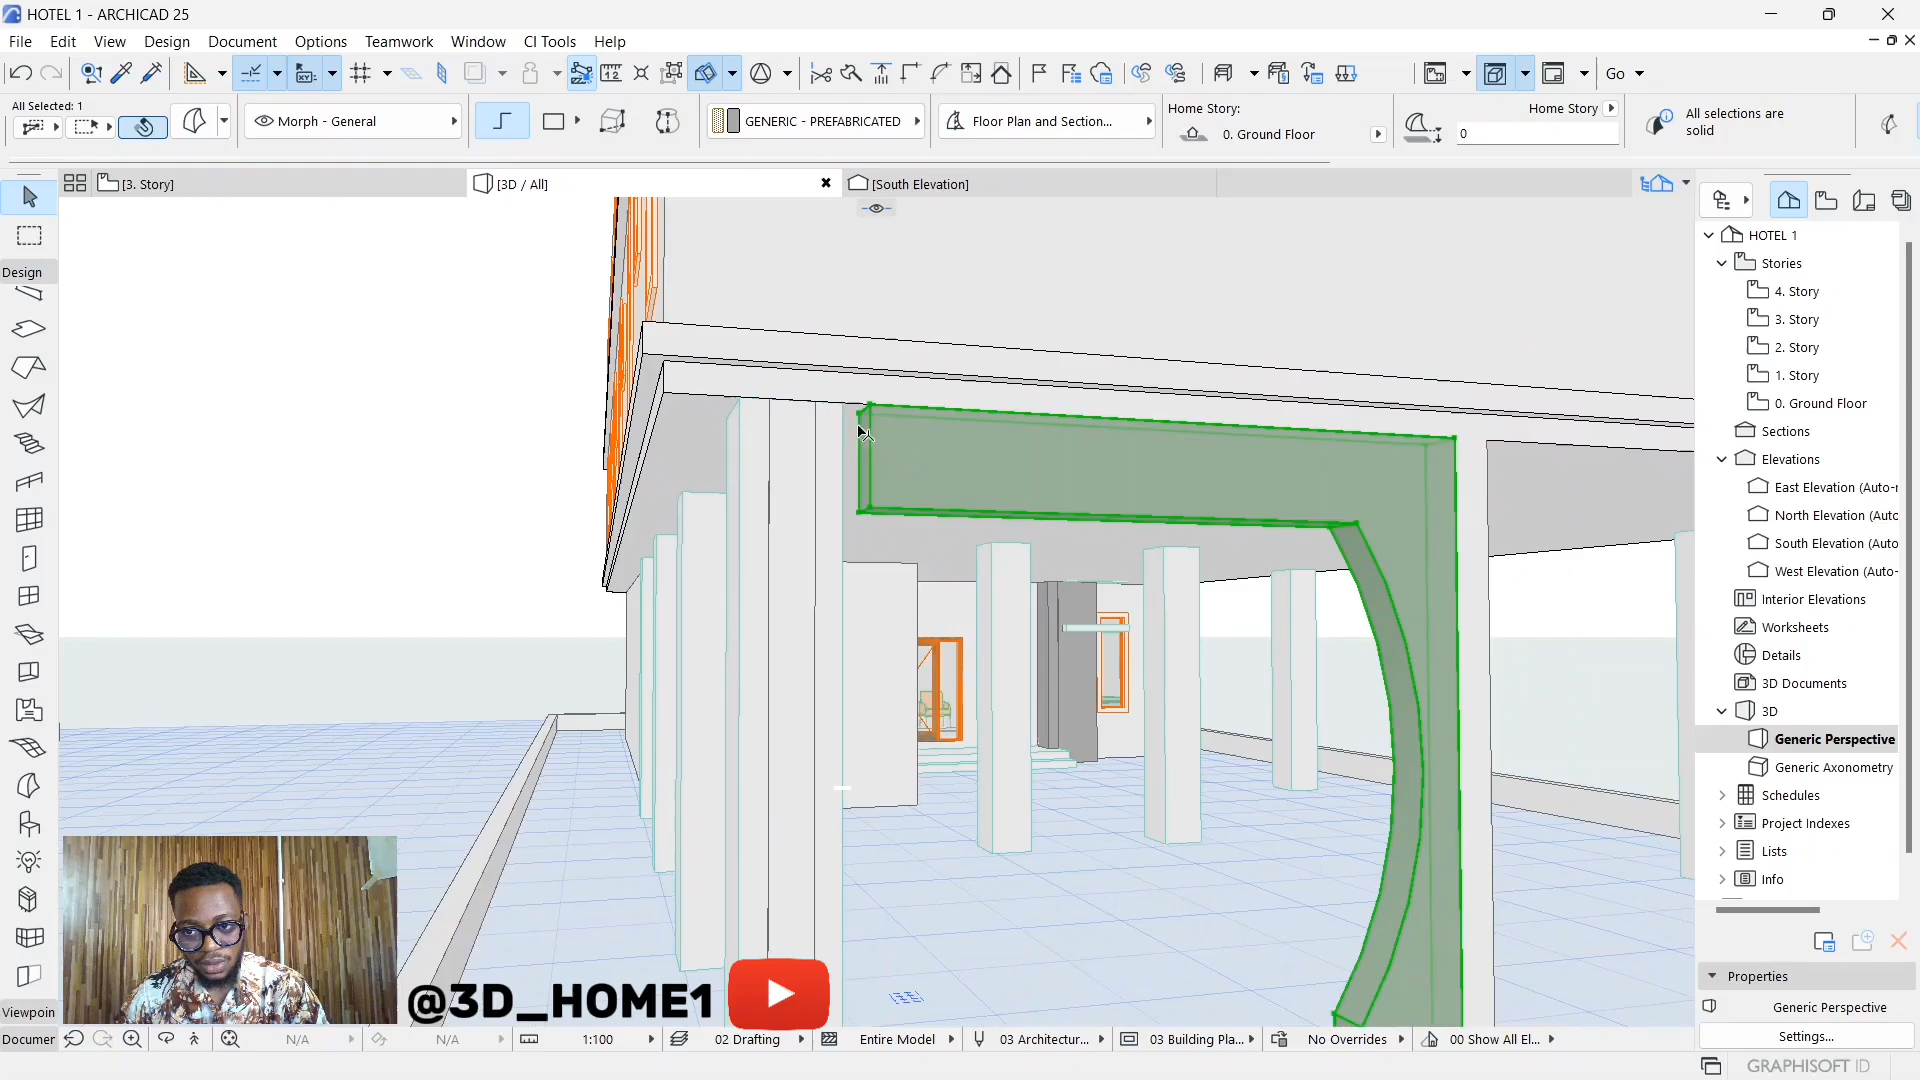 HOTEL 1 - ARCHICAD 25
File Edit View Design Document Options Teamwork Window CI Tools Help
Go
All Selected: 1
Morph - General
GENERIC - PREFABRICATED
Floor Plan and Section...
Home Story:
0. Ground Floor
Home Story
0
All selections are
solid
[3. Story]
[3D / All]
[South Elevation]
Design
HOTEL 1
Stories
4. Story
3. Story
2. Story
1. Story
0. Ground Floor
Sections
Elevations
East Elevation (Auto-r
North Elevation (Autc
South Elevation (Auto
West Elevation (Auto-
Interior Elevations
Worksheets
Details
3D Documents
3D
Generic Perspective
Generic Axonometry
Schedules
Project Indexes
Lists
Info
Properties
Generic Perspective
Settings...
@3D_HOME1
Viewpoin
Documer
N/A
N/A
1:100
02 Drafting
Entire Model
03 Architectur...
03 Building Pla...
No Overrides
00 Show All El...
GRAPHISOFT ID